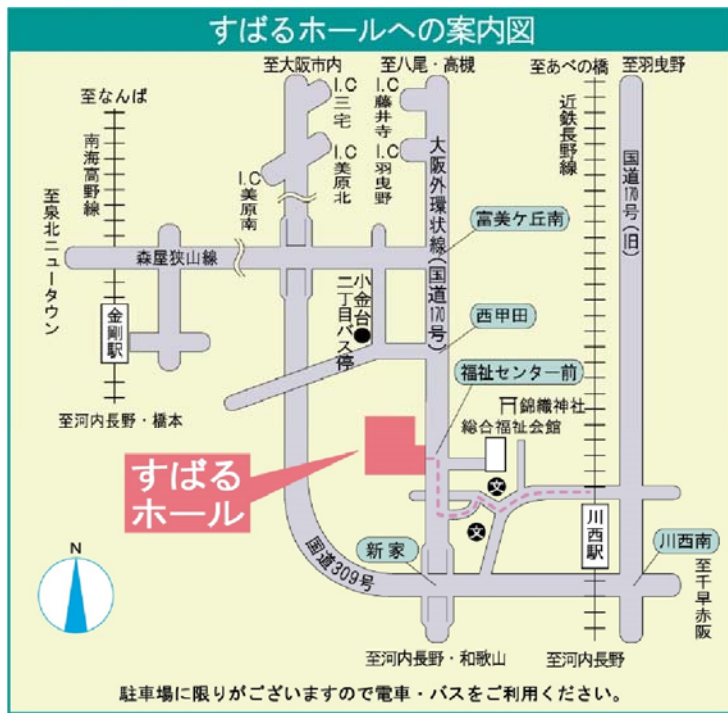 すばるホールへの案内図
至大阪市内
至八尾・高槻
至あべの橋
至羽曳野
至なんば
南海高野線
至泉北ニュータウン
I.C三宅
I.C美原北
I.C美原南
I.C藤井寺
I.C羽曳野
大阪外環状線(国道170号)
近鉄長野線
国道170号(旧)
森屋狭山線
富美ケ丘南
金剛駅
小金台
二丁目バス停
西甲田
福祉センター前
至河内長野・橋本
錦織神社
総合福祉会館
すばる
ホール
文
文
川西駅
新家
川西南
国道309号
N
至千早赤阪
至河内長野・和歌山
至河内長野
駐車場に限りがございますので電車・バスをご利用ください。